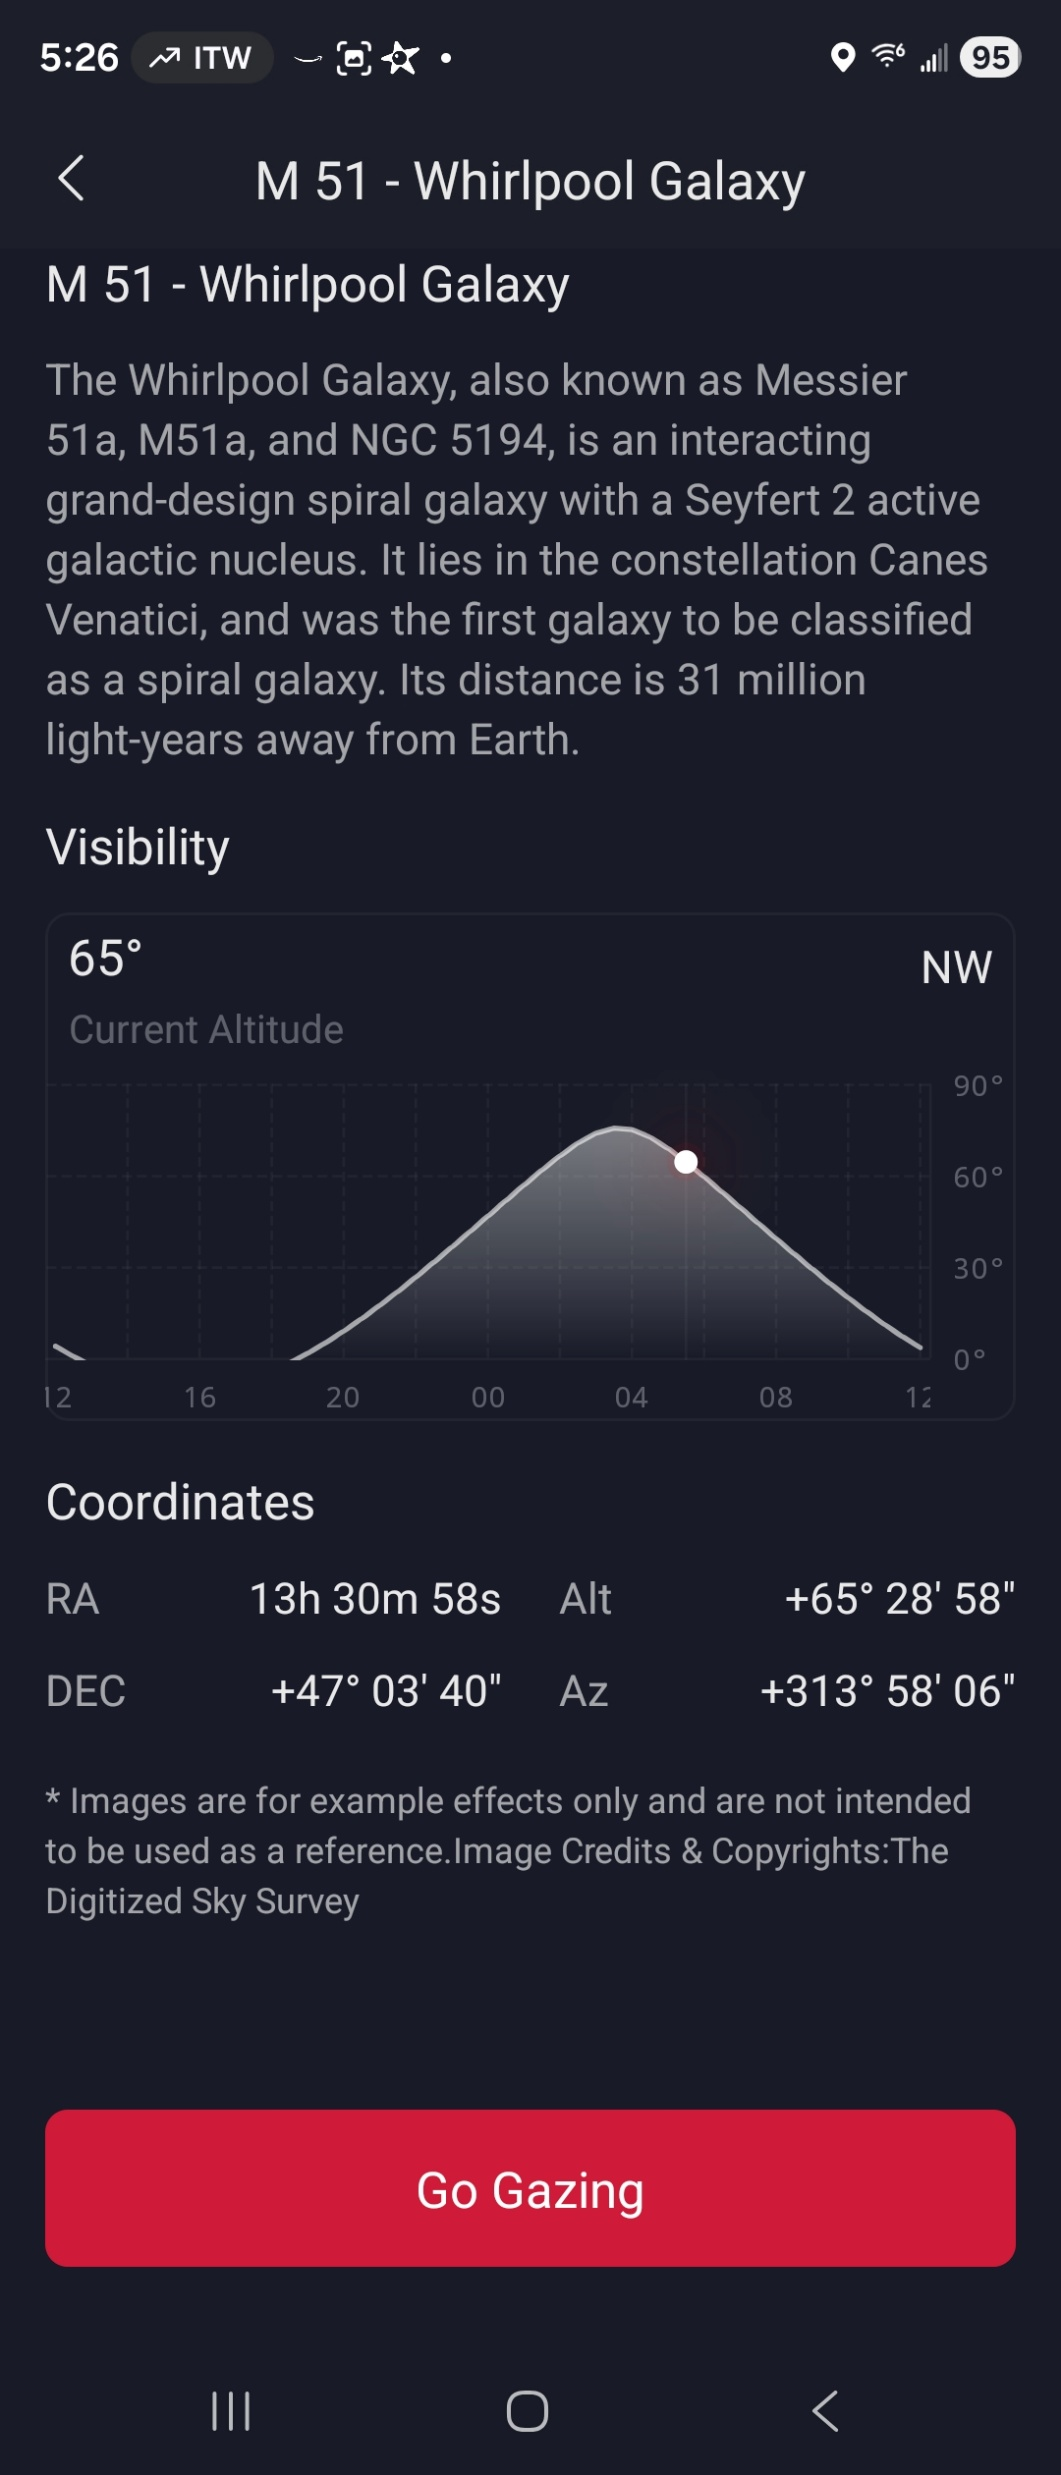 5:26 ITW 95
M 51 - Whirlpool Galaxy
M 51 - Whirlpool Galaxy
The Whirlpool Galaxy, also known as Messier
51a, M51a, and NGC 5194, is an interacting
grand-design spiral galaxy with a Seyfert 2 active
galactic nucleus. It lies in the constellation Canes
Venatici, and was the first galaxy to be classified
as a spiral galaxy. Its distance is 31 million
light-years away from Earth.
Visibility
65° NW
Current Altitude
90°
60°
30°
0°
12 16 20 00 04 08 12
Coordinates
RA 13h 30m 58s Alt +65° 28' 58"
DEC +47° 03' 40" Az +313° 58' 06"
* Images are for example effects only and are not intended
to be used as a reference.Image Credits & Copyrights:The
Digitized Sky Survey
Go Gazing